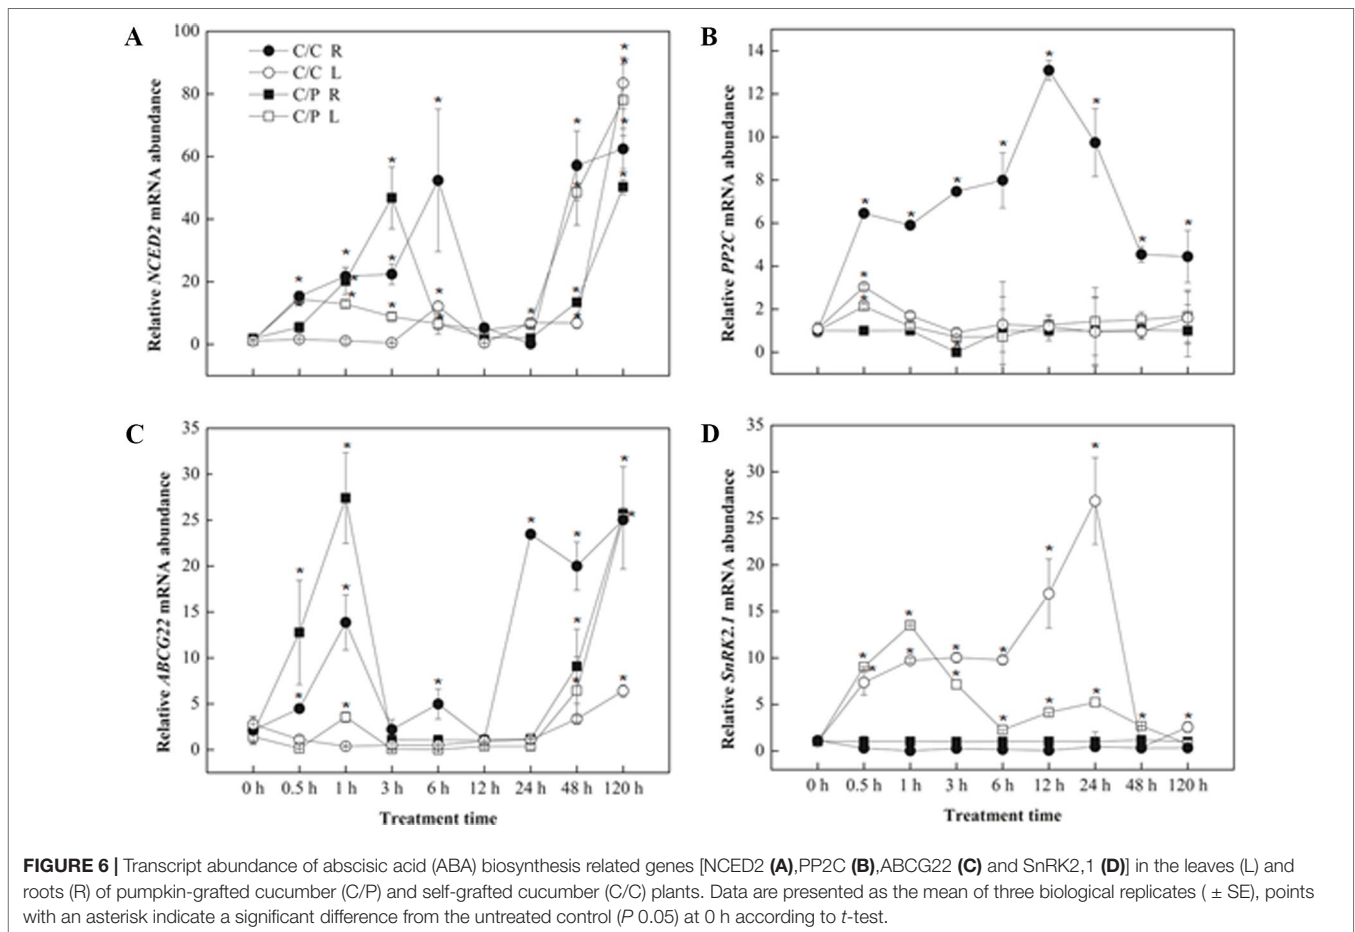 A
100
80
60
40
20
0
Relative NCED2 mRNA abundance
C/C R
C/C L
C/P R
C/P L
B
14
12
10
8
6
4
2
0
Relative PP2C mRNA abundance
C
35
30
25
20
15
10
5
0
Relative ABCG22 mRNA abundance
0 h 0.5 h 1 h 3 h 6 h 12 h 24 h 48 h 120 h
Treatment time
D
35
30
25
20
15
10
5
0
Relative SnRK2.1 mRNA abundance
0 h 0.5 h 1 h 3 h 6 h 12 h 24 h 48 h 120 h
Treatment time
FIGURE 6 | Transcript abundance of abscisic acid (ABA) biosynthesis related genes [NCED2 (A),PP2C (B),ABCG22 (C) and SnRK2,1 (D)] in the leaves (L) and
roots (R) of pumpkin-grafted cucumber (C/P) and self-grafted cucumber (C/C) plants. Data are presented as the mean of three biological replicates ( ± SE), points
with an asterisk indicate a significant difference from the untreated control (P 0.05) at 0 h according to t-test.